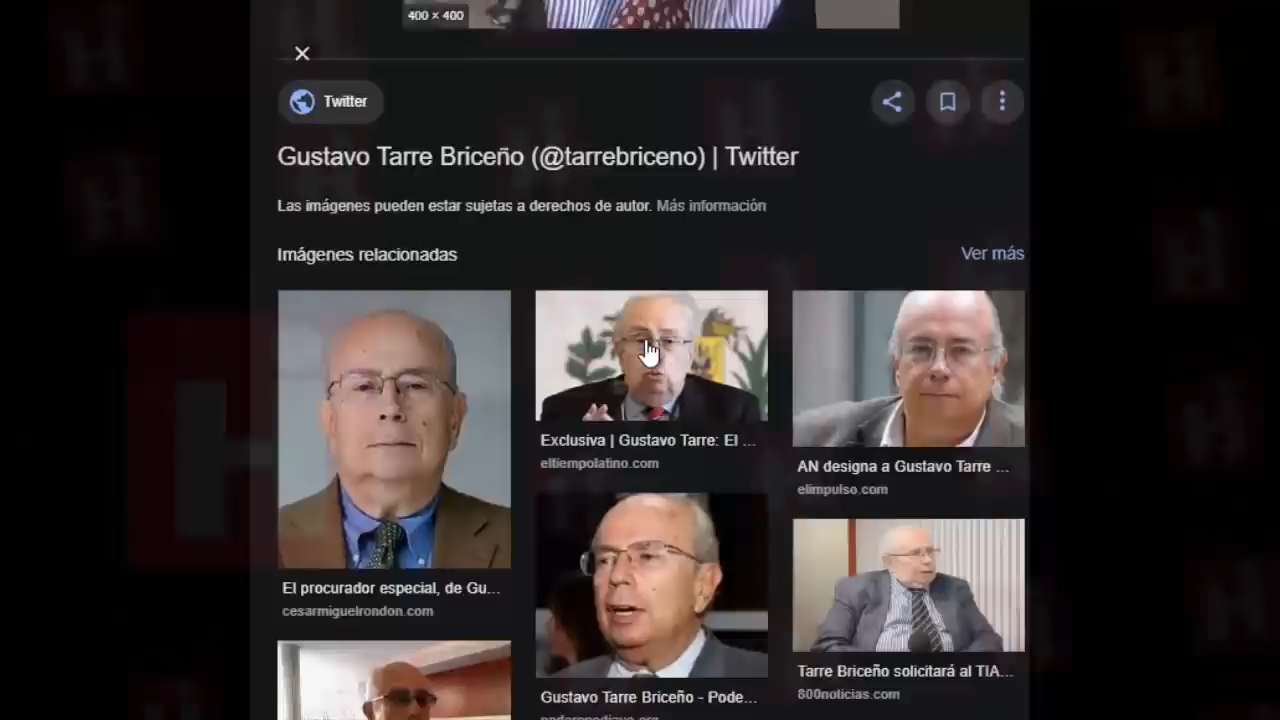 400 × 400
Twitter
Gustavo Tarre Briceño (@tarrebriceno) | Twitter
Las imágenes pueden estar sujetas a derechos de autor. Más información
Imágenes relacionadas
Ver más
El procurador especial, de Gu...
cesarmiguelrondon.com
Exclusiva | Gustavo Tarre: El ...
eltiempolatino.com
AN designa a Gustavo Tarre ...
elimpulso.com
Gustavo Tarre Briceño - Pode...
Tarre Briceño solicitará al TIA...
800noticias.com